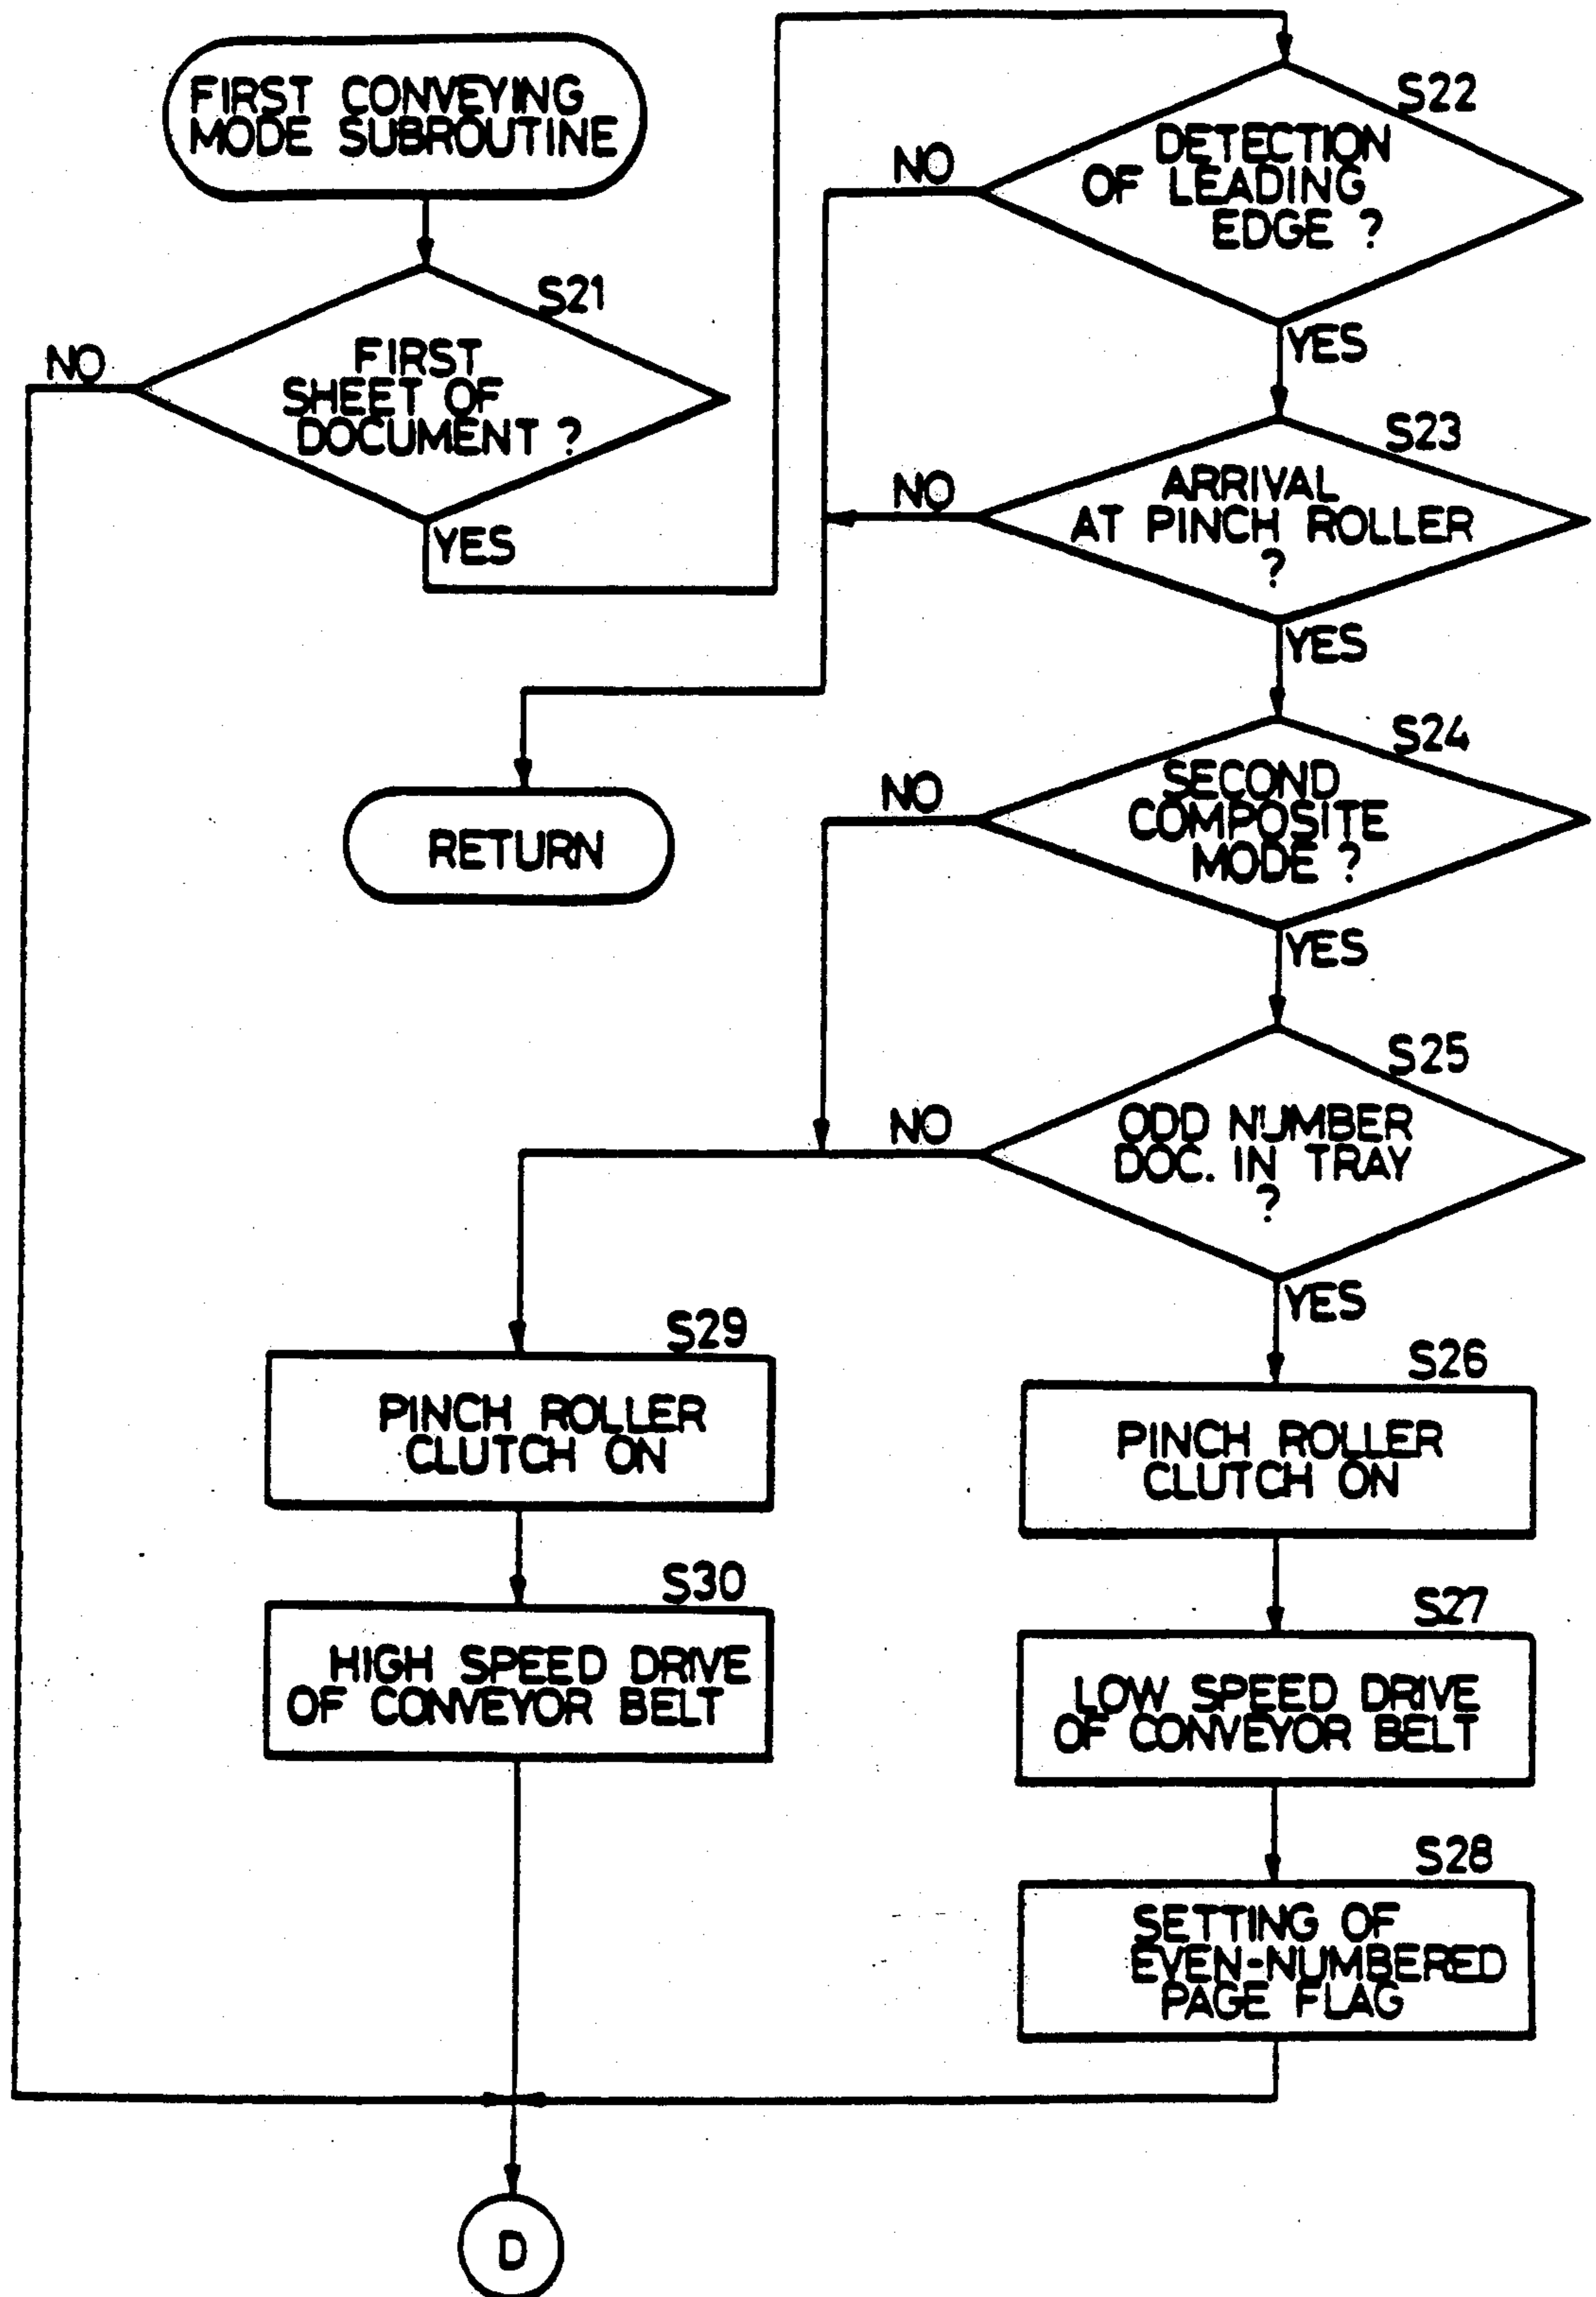 FIRST CONVEYING
MODE SUBROUTINE
S21
NO
FIRST
SHEET OF
DOCUMENT ?
YES
S22
NO
DETECTION
OF LEADING
EDGE ?
YES
S23
NO
ARRIVAL
AT PINCH ROLLER
?
YES
RETURN
S24
NO
SECOND
COMPOSITE
MODE ?
YES
S25
NO
ODD NUMBER
DOC. IN TRAY
?
YES
S29
PINCH ROLLER
CLUTCH ON
S30
HIGH SPEED DRIVE
OF CONVEYOR BELT
S26
PINCH ROLLER
CLUTCH ON
S27
LOW SPEED DRIVE
OF CONVEYOR BELT
S28
SETTING OF
EVEN-NUMBERED
PAGE FLAG
D